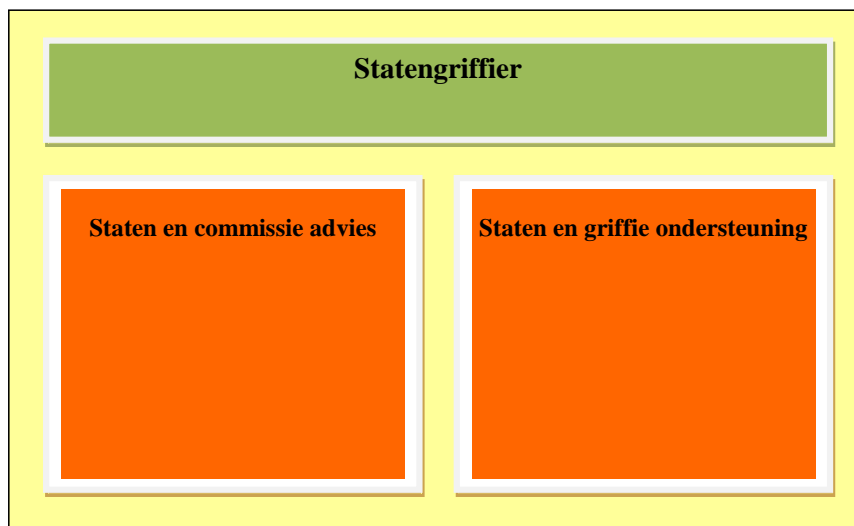 Statengriffier
Staten en commissie advies
Staten en griffie ondersteuning